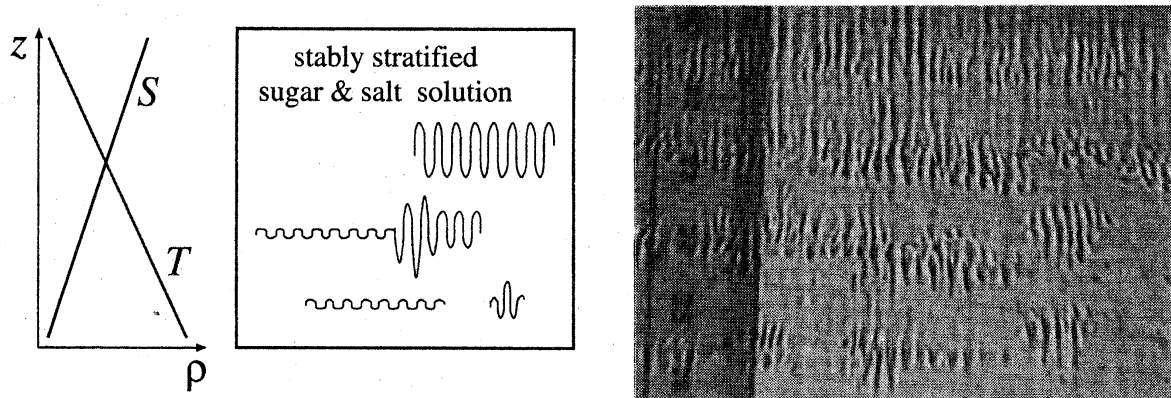 z
S
T
ρ
stably stratified
sugar & salt solution